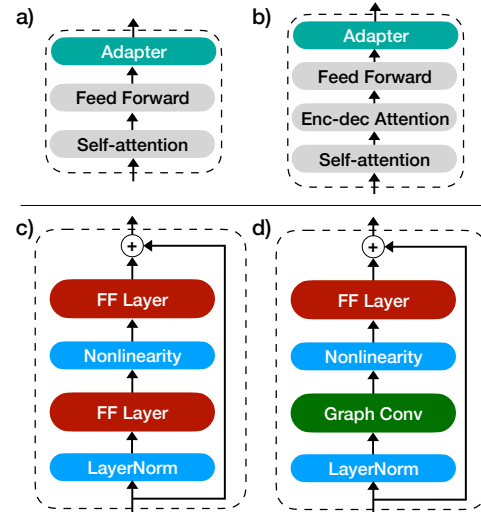 a)
Adapter
Feed Forward
Self-attention
b)
Adapter
Feed Forward
Enc-dec Attention
Self-attention
c)
+
FF Layer
Nonlinearity
FF Layer
LayerNorm
d)
+
FF Layer
Nonlinearity
Graph Conv
LayerNorm